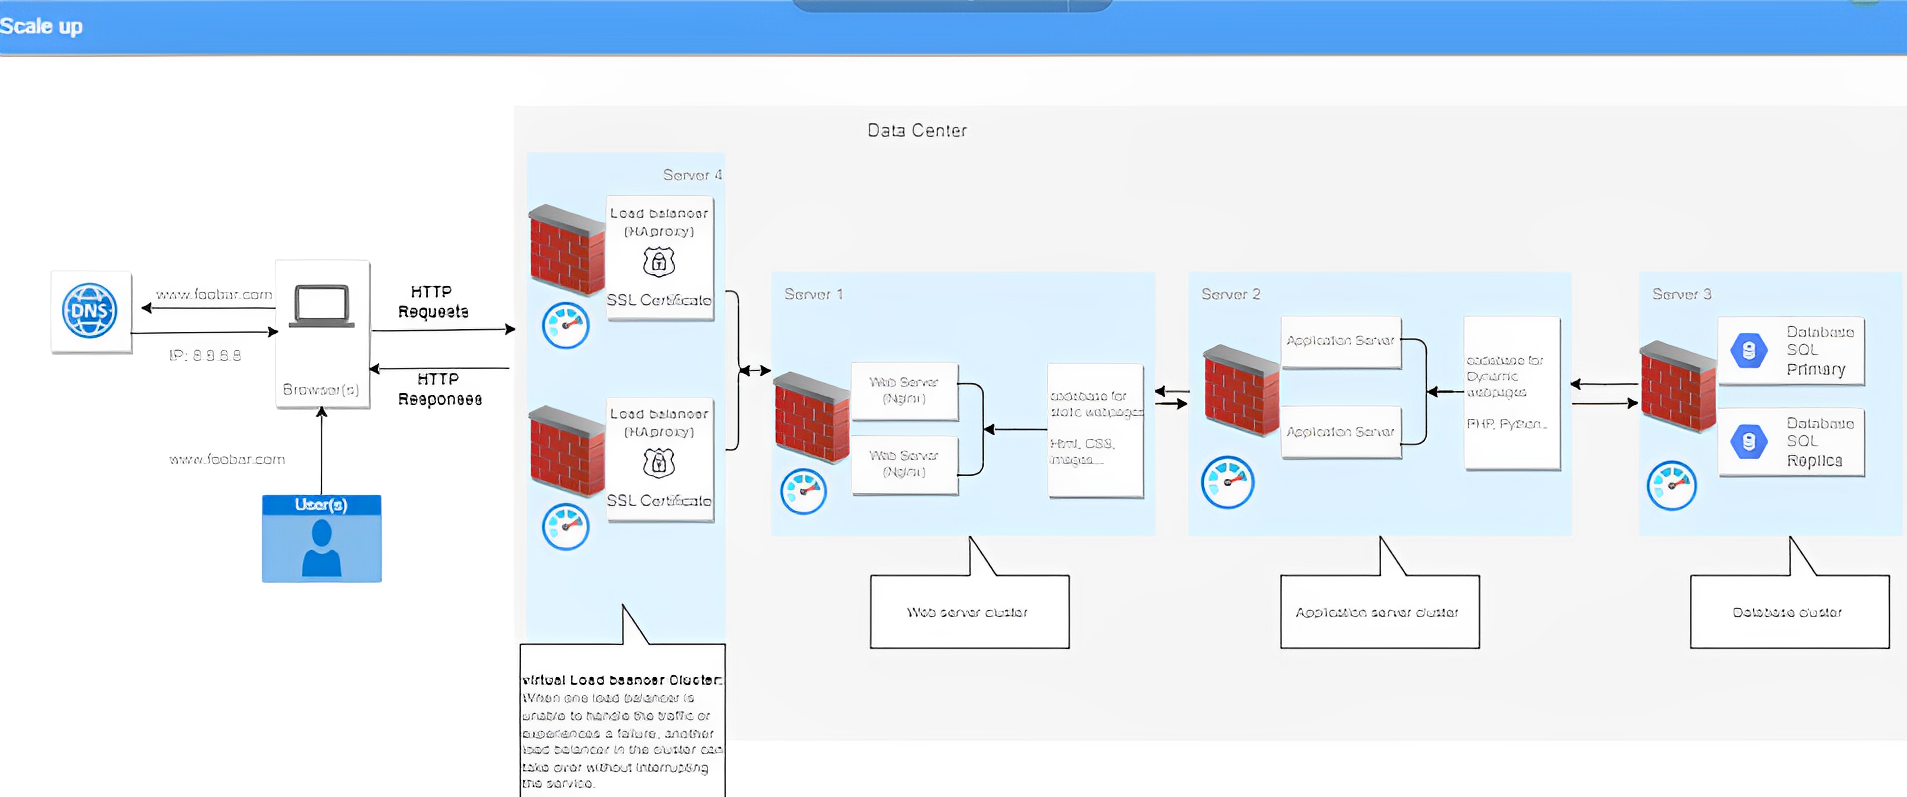 Scale up
Data Center
Server 4
Load balancer
(HAproxy)
SSL Certificate
Load balancer
(HAproxy)
SSL Certificate
DNS
www.foobar.com
IP: 8.8.8.8
Browser(s)
HTTP
Requests
HTTP
Responses
www.foobar.com
User(s)
Server 1
Web Server
(Nginx)
Web Server
(Nginx)
codebase for
static webpages
Html, CSS,
images...
Server 2
Application Server
Application Server
codebase for
Dynamic
webpages
PHP, Python...
Server 3
Database
SQL
Primary
Database
SQL
Replica
Web server cluster
Application server cluster
Database cluster
virtual Load baancer Cluster:
When one load balancer is
unable to handle the traffic or
experiences a failure, another
load balancer in the cluster can
take over without interrupting
the service.